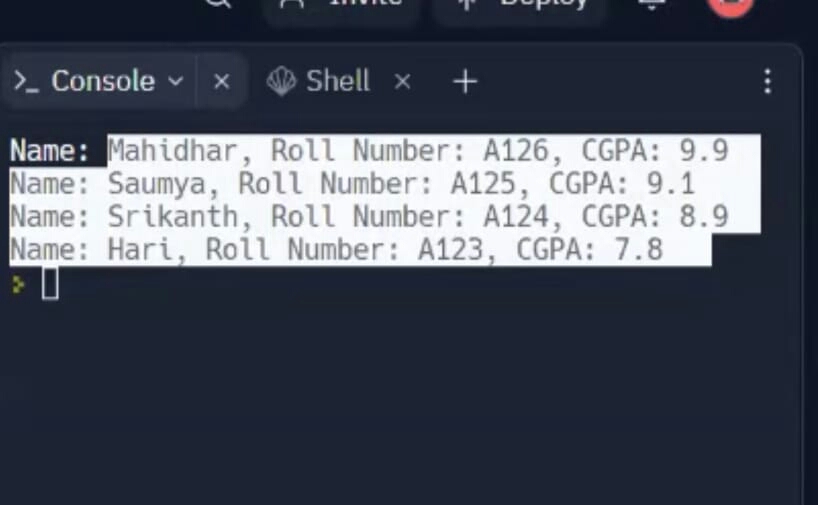 Invite Deploy
>_ Console Shell
Name: Mahidhar, Roll Number: A126, CGPA: 9.9
Name: Saumya, Roll Number: A125, CGPA: 9.1
Name: Srikanth, Roll Number: A124, CGPA: 8.9
Name: Hari, Roll Number: A123, CGPA: 7.8
>